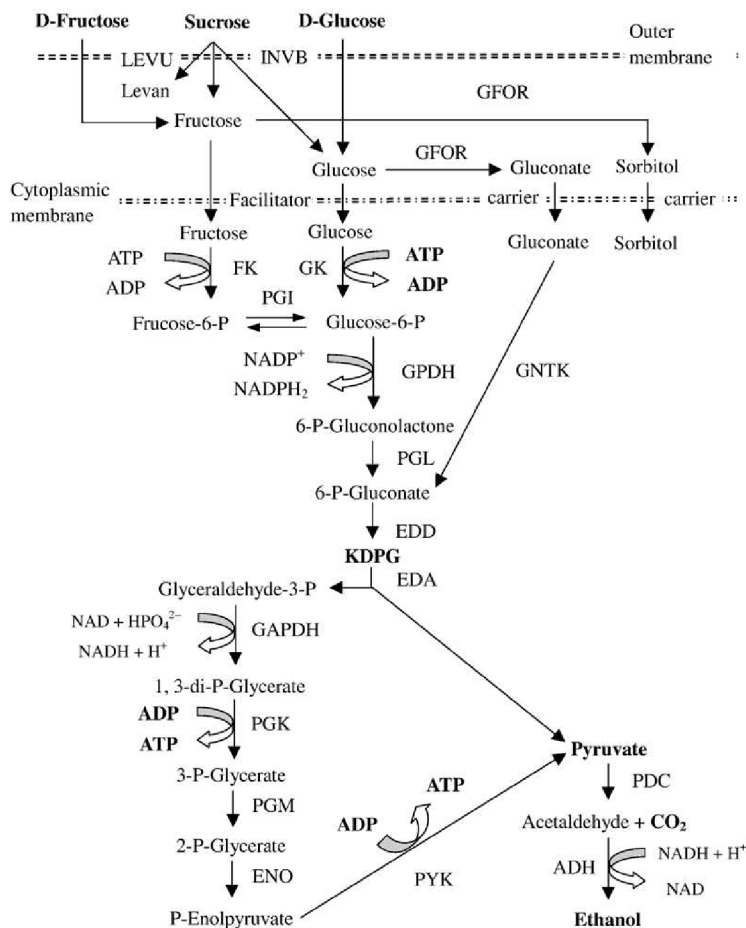 D-Fructose Sucrose D-Glucose
Outer
membrane
LEVU INVB
Levan
GFOR
Fructose
Glucose GFOR Gluconate Sorbitol
Cytoplasmic
membrane
Facilitator carrier carrier
Fructose Glucose Gluconate Sorbitol
ATP FK GK ATP
ADP ADP
PGI
Frucose-6-P Glucose-6-P
NADP+ GPDH GNTK
NADPH2
6-P-Gluconolactone
PGL
6-P-Gluconate
EDD
KDPG
EDA
Glyceraldehyde-3-P
NAD + HPO4²⁻ GAPDH
NADH + H+
1, 3-di-P-Glycerate
ADP PGK
ATP
Pyruvate
3-P-Glycerate PDC
ATP
PGM
ADP Acetaldehyde + CO2
2-P-Glycerate
NADH + H+
ADH
ENO PYK
NAD
P-Enolpyruvate Ethanol